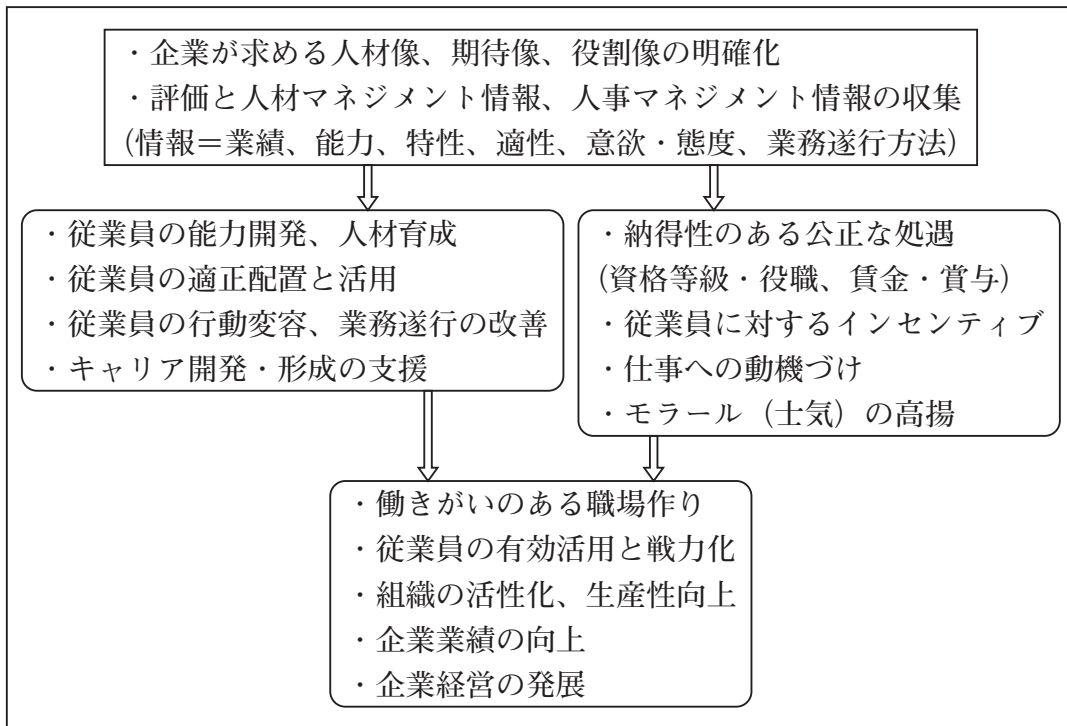 ・企業が求める人材像、期待像、役割像の明確化
・評価と人材マネジメント情報、人事マネジメント情報の収集
（情報＝業績、能力、特性、適性、意欲・態度、業務遂行方法）
・従業員の能力開発、人材育成
・従業員の適正配置と活用
・従業員の行動変容、業務遂行の改善
・キャリア開発・形成の支援
・納得性のある公正な処遇
（資格等級・役職、賃金・賞与）
・従業員に対するインセンティブ
・仕事への動機づけ
・モラール（士気）の高揚
・働きがいのある職場作り
・従業員の有効活用と戦力化
・組織の活性化、生産性向上
・企業業績の向上
・企業経営の発展